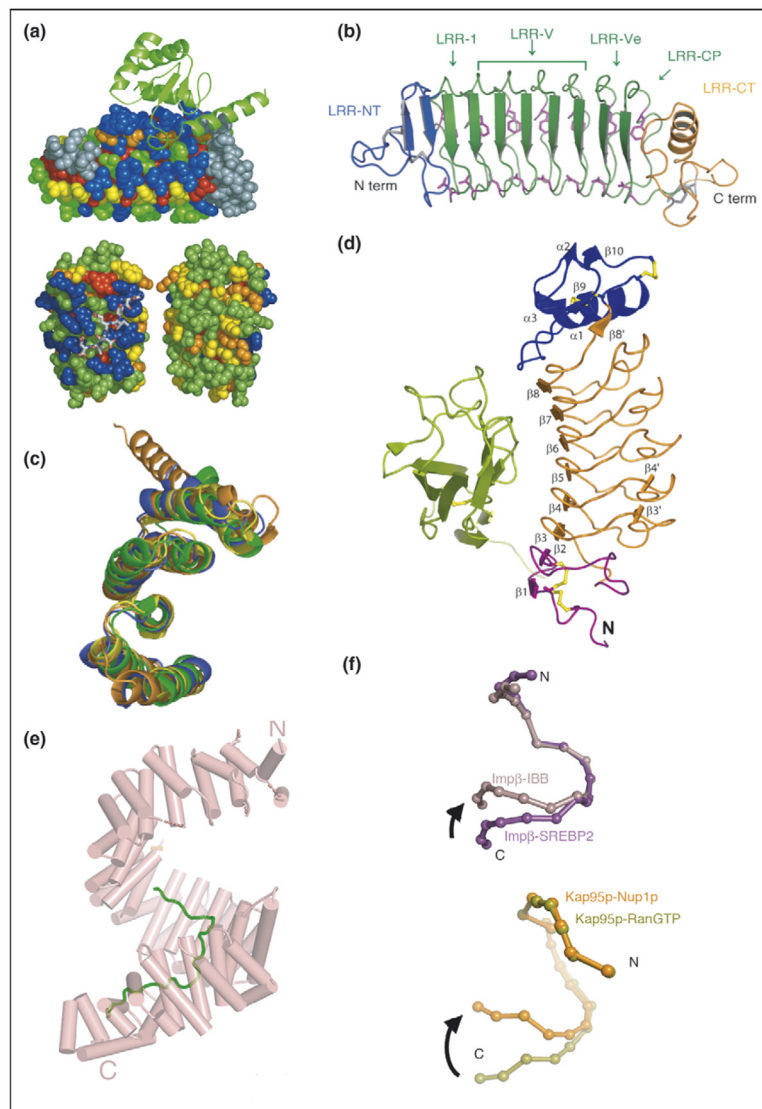 (a)
(b)
LRR-1
LRR-V
LRR-Ve
LRR-CP
LRR-NT
LRR-CT
N term
C term
(c)
(d)
α2
β10
β9
α3
α1
β8'
β8
β7
β6
β5
β4'
β4
β3'
β3
β2
β1
N
(e)
N
C
(f)
N
Impβ-IBB
Impβ-SREBP2
C
Kap95p-Nup1p
Kap95p-RanGTP
N
C